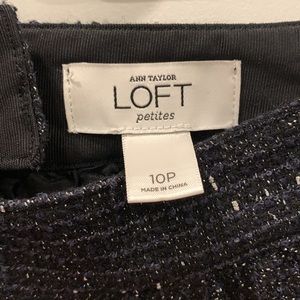 ANN TAYLOR
LOFT
petites
10P
MADE IN CHINA